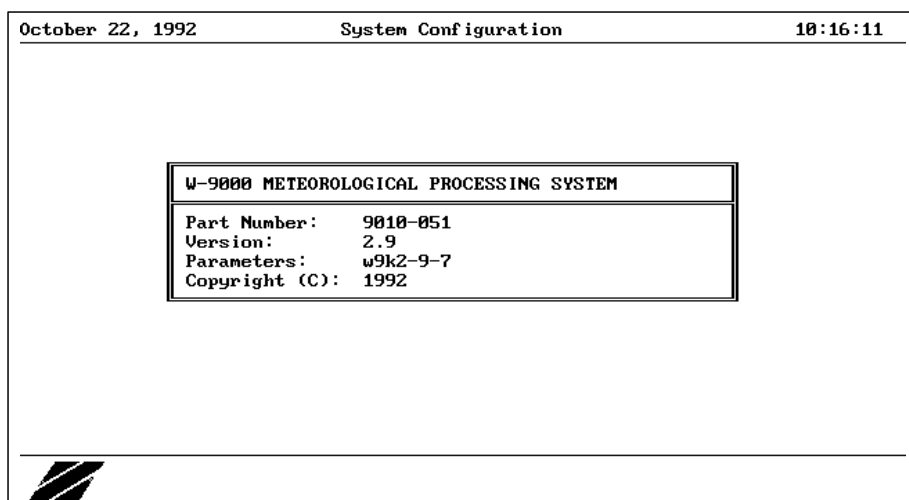 October 22, 1992 System Configuration 10:16:11
W-9000 METEOROLOGICAL PROCESSING SYSTEM
Part Number: 9010-051
Version: 2.9
Parameters: w9k2-9-7
Copyright (C): 1992